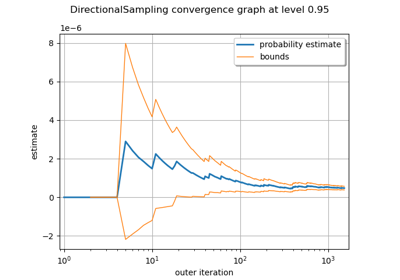 DirectionalSampling convergence graph at level 0.95
1e−6
probability estimate
bounds
8
6
4
2
0
−2
estimate
10⁰
10¹
10²
10³
outer iteration